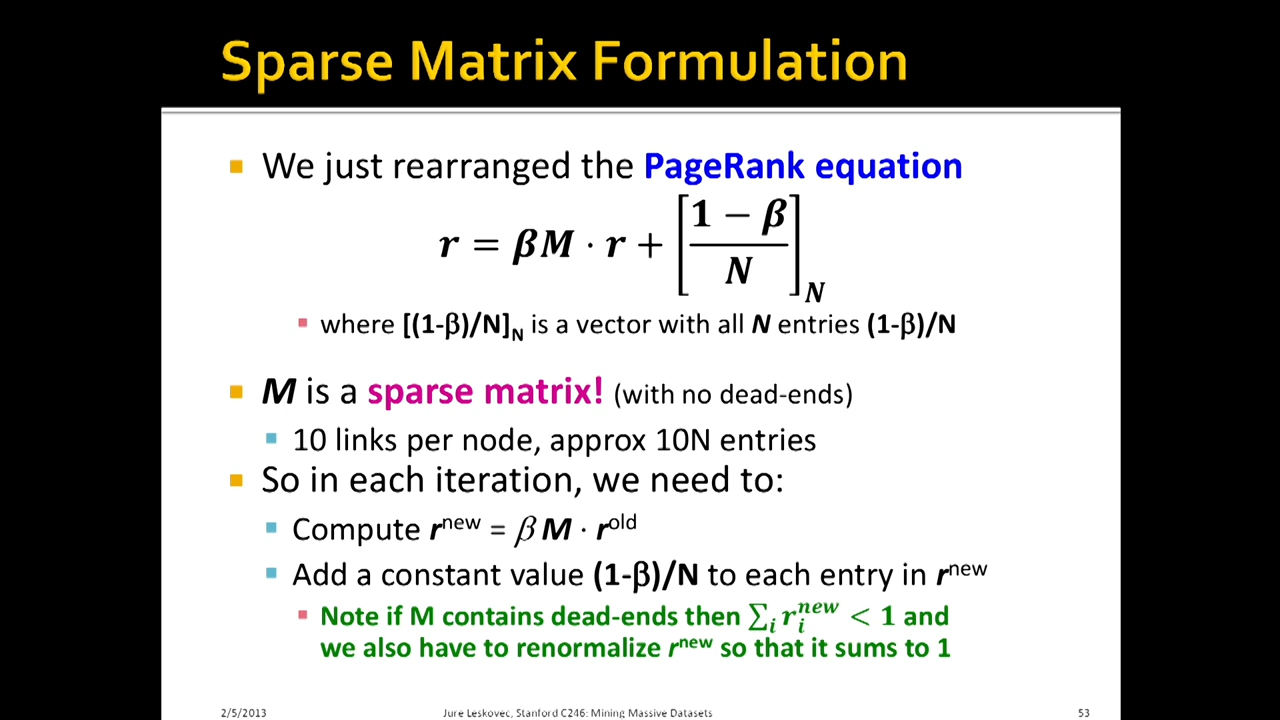 Sparse Matrix Formulation
We just rearranged the PageRank equation
r = βM · r + [(1 − β)/N]_N
where [(1-β)/N]_N is a vector with all N entries (1-β)/N
M is a sparse matrix! (with no dead-ends)
10 links per node, approx 10N entries
So in each iteration, we need to:
Compute r^new = β M · r^old
Add a constant value (1-β)/N to each entry in r^new
Note if M contains dead-ends then ∑_i r_i^new < 1 and
we also have to renormalize r^new so that it sums to 1
2/5/2013 Jure Leskovec, Stanford C246: Mining Massive Datasets 53